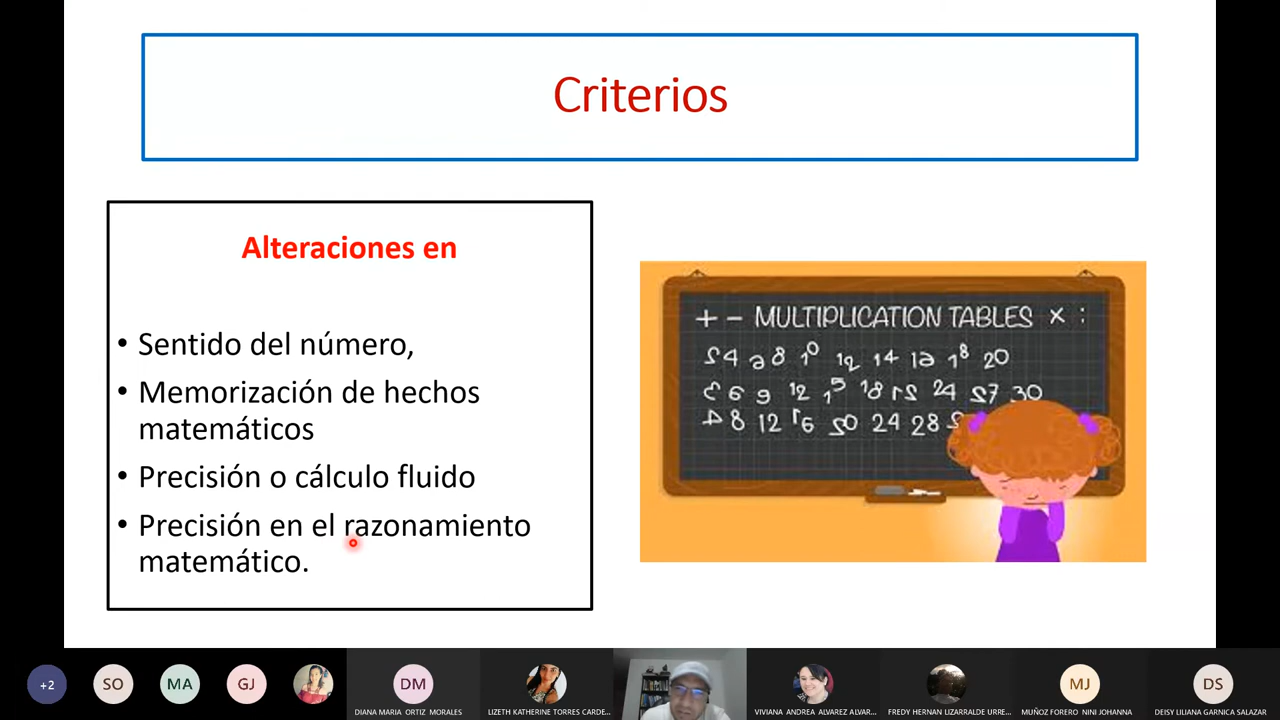 Criterios
Alteraciones en
• Sentido del número,
• Memorización de hechos
matemáticos
• Precisión o cálculo fluido
• Precisión en el razonamiento
matemático.
+ − MULTIPLICATION TABLES × :
+2
SO
MA
GJ
DM
DIANA MARIA ORTIZ MORALES
LIZETH KATHERINE TORRES CARDE...
VIVIANA ANDREA ALVAREZ ALVAR...
FREDY HERNAN LIZARRALDE URRE...
MJ
MUÑOZ FORERO NINI JOHANNA
DS
DEISY LILIANA GARNICA SALAZAR